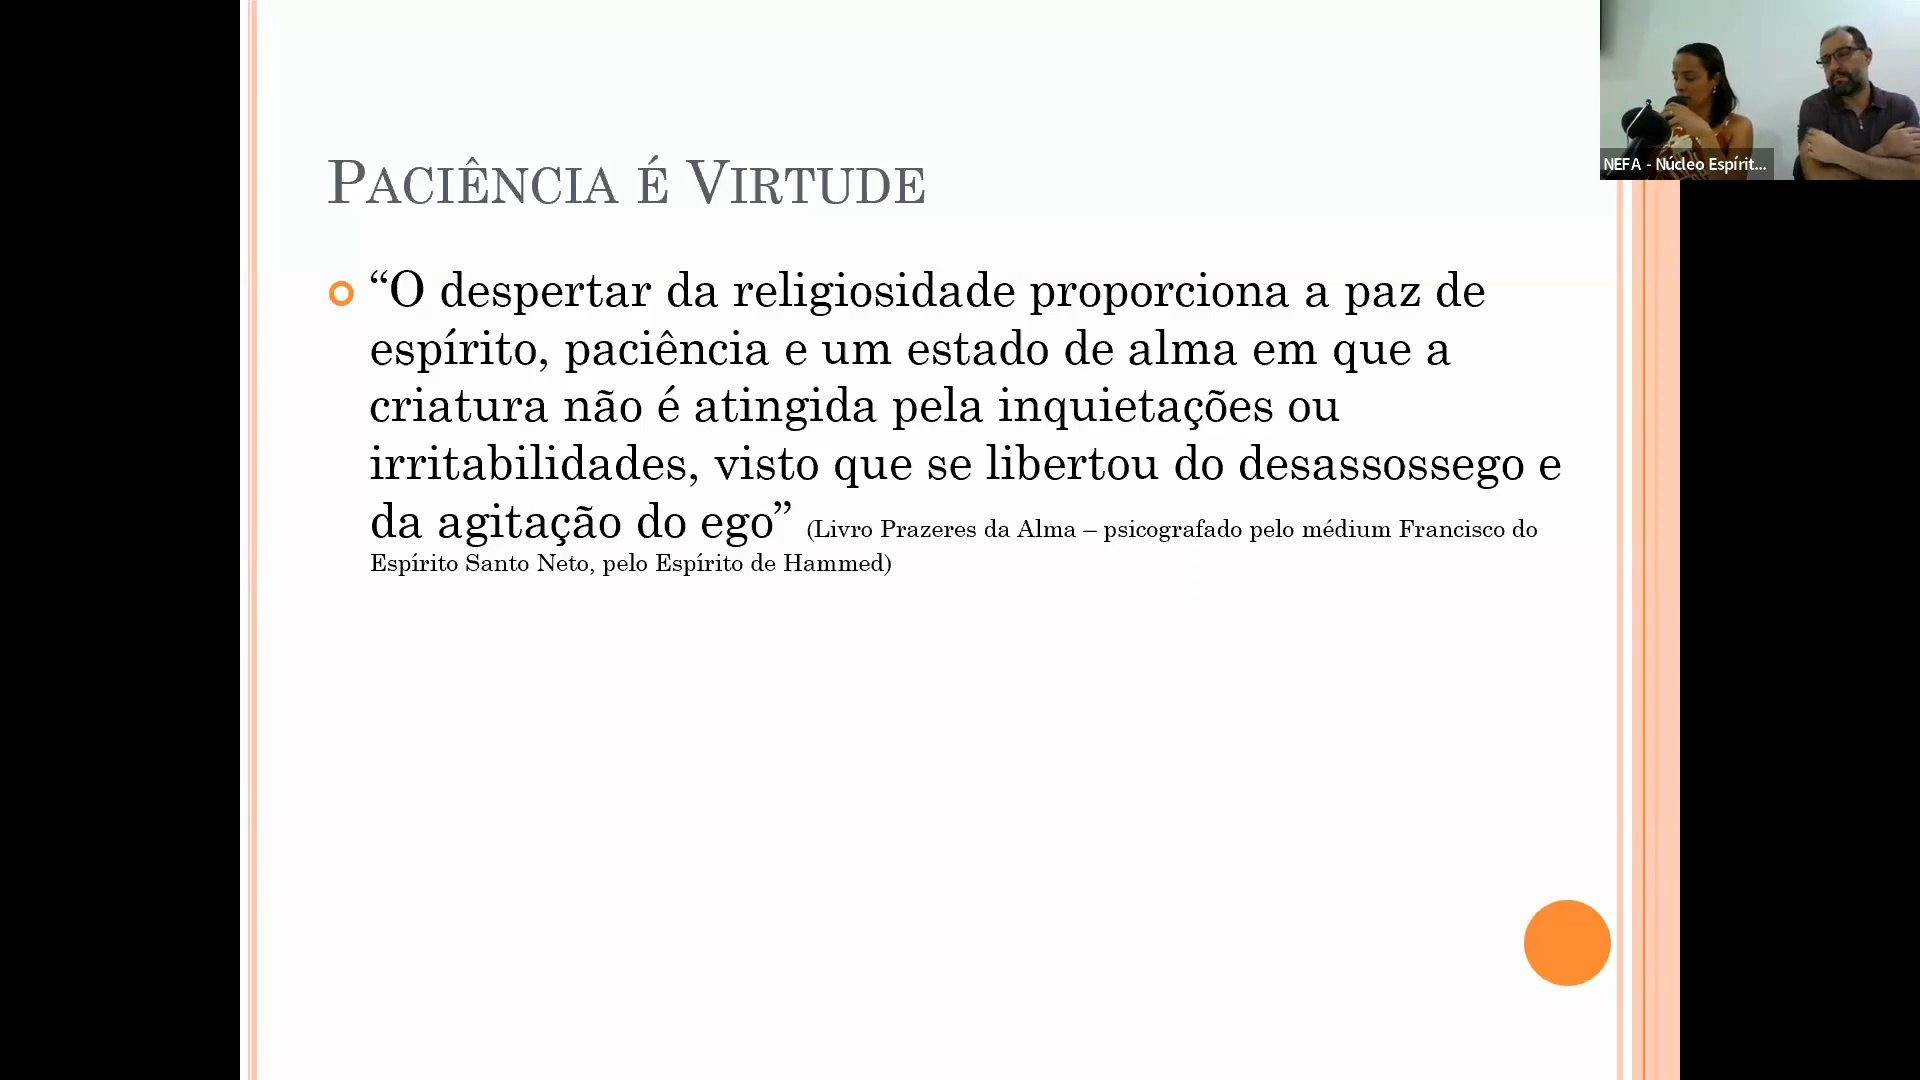 PACIÊNCIA É VIRTUDE
“O despertar da religiosidade proporciona a paz de
espírito, paciência e um estado de alma em que a
criatura não é atingida pela inquietações ou
irritabilidades, visto que se libertou do desassossego e
da agitação do ego” (Livro Prazeres da Alma – psicografado pelo médium Francisco do
Espírito Santo Neto, pelo Espírito de Hammed)
NEFA - Núcleo Espírit...